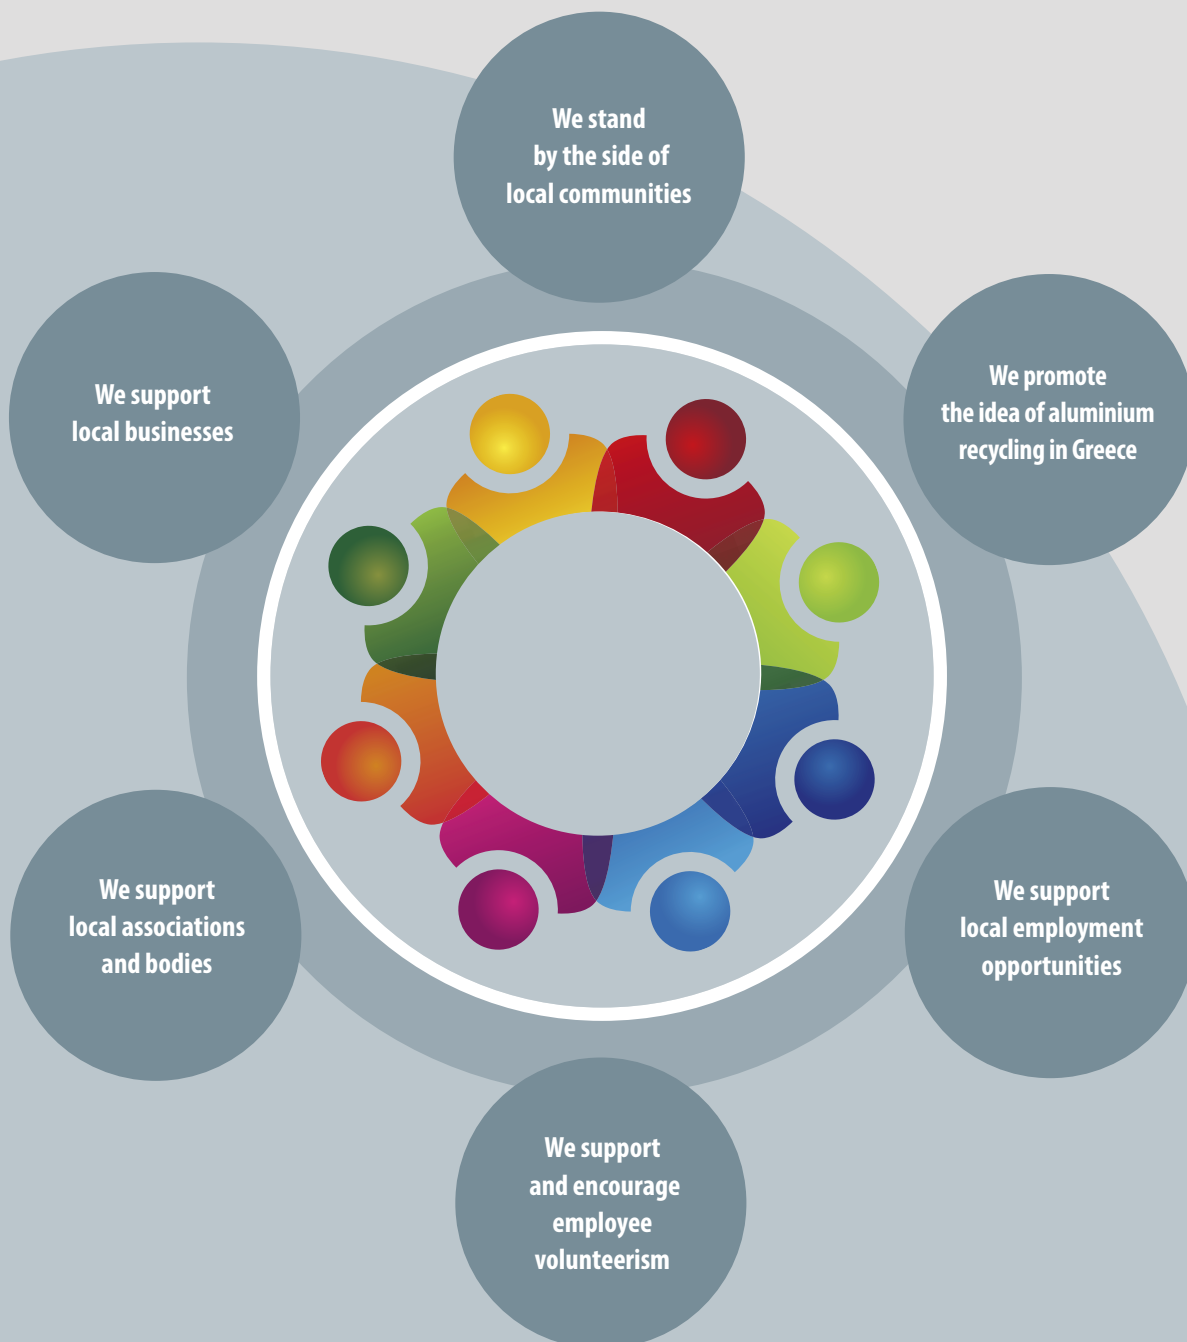 We stand
by the side of
local communities
We support
local businesses
We promote
the idea of aluminium
recycling in Greece
We support
local associations
and bodies
We support
local employment
opportunities
We support
and encourage
employee
volunteerism